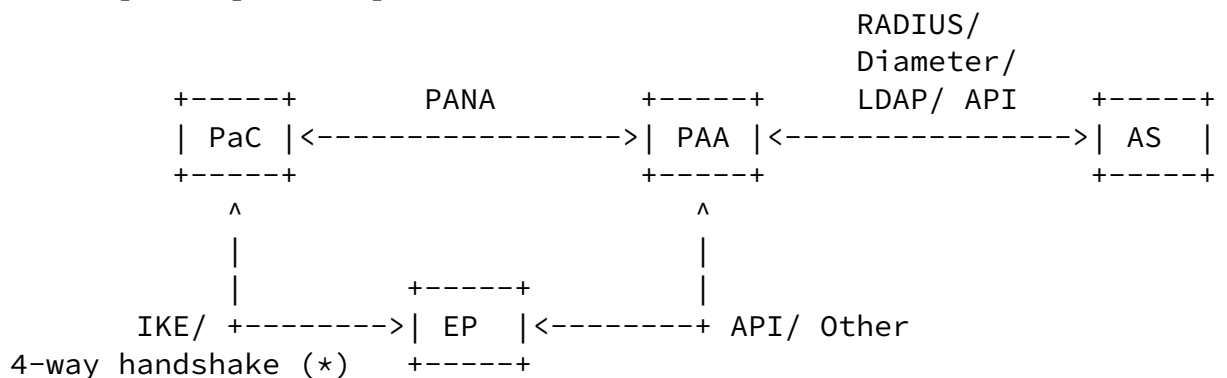 RADIUS/
Diameter/
+-----+ PANA +-----+ LDAP/ API +-----+
| PaC |<----------------->| PAA |<---------------->| AS |
+-----+ +-----+ +-----+
^ ^
| |
| +-----+ |
IKE/ +-------->| EP |<--------+ API/ Other
4-way handshake (*) +-----+